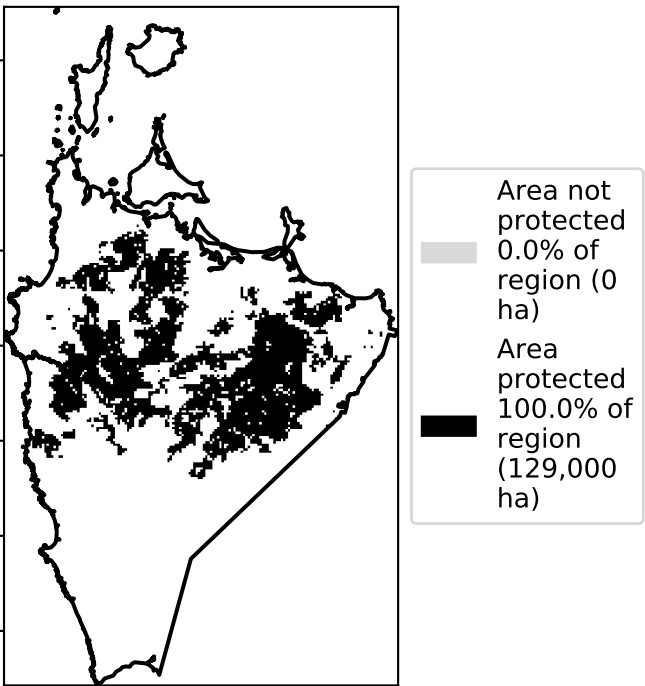 Area not
protected
0.0% of
region (0
ha)
Area
protected
100.0% of
region
(129,000
ha)